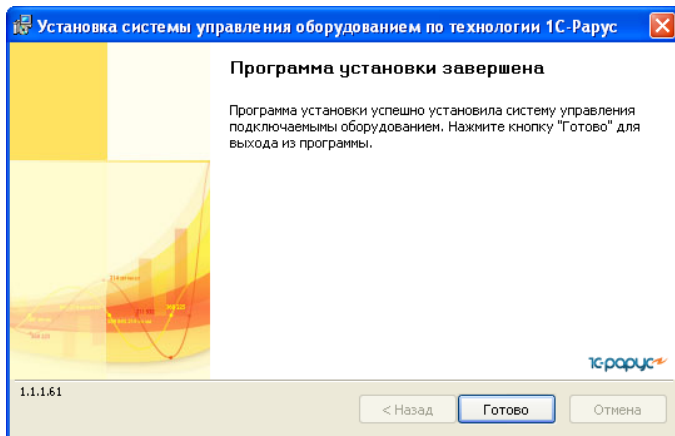 Установка системы управления оборудованием по технологии 1С-Рарус
Программа установки завершена
Программа установки успешно установила систему управления
подключаемымы оборудованием. Нажмите кнопку "Готово" для
выхода из программы.
1С-рарус
1.1.1.61
< Назад
Готово
Отмена